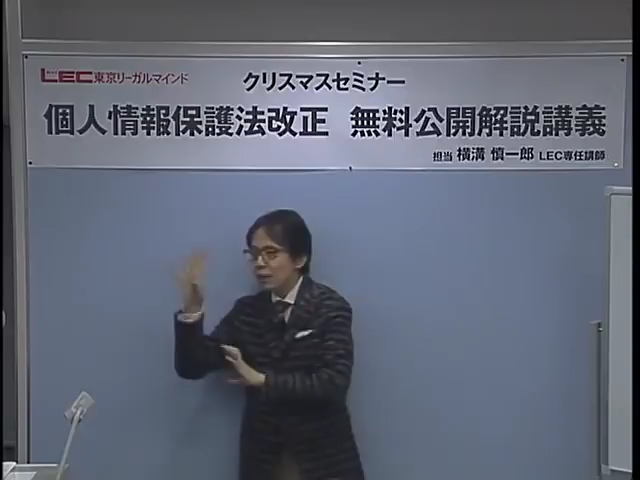 LEC東京リーガルマインド
クリスマスセミナー
個人情報保護法改正 無料公開解説講義
担当 横溝 慎一郎 LEC専任講師